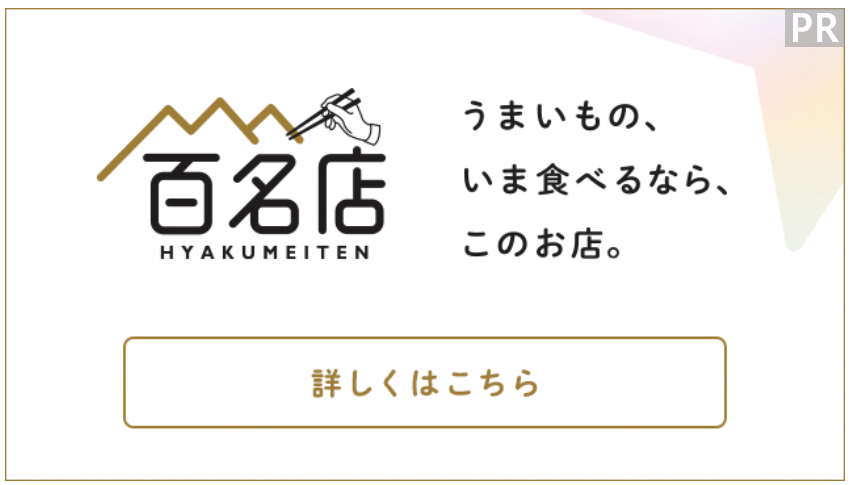 PR
百名店
HYAKUMEITEN
うまいもの、
いま食べるなら、
このお店。
詳しくはこちら